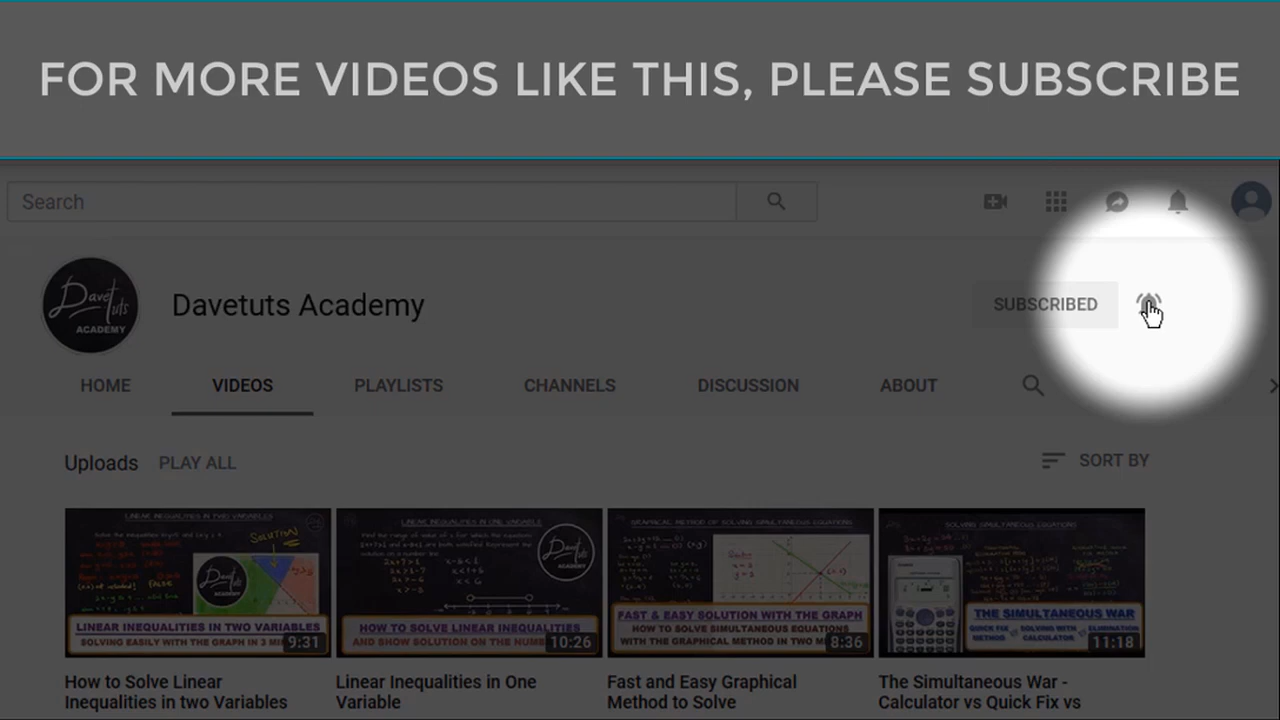 FOR MORE VIDEOS LIKE THIS, PLEASE SUBSCRIBE
Search
Dave Tuts
ACADEMY
Davetuts Academy
SUBSCRIBED
HOME VIDEOS PLAYLISTS CHANNELS DISCUSSION ABOUT
Uploads PLAY ALL
SORT BY
LINEAR INEQUALITIES IN TWO VARIABLES
SOLUTION
LINEAR INEQUALITIES IN TWO VARIABLES
SOLVING EASILY WITH THE GRAPH IN 3 MIN
9:31
LINEAR INEQUALITIES IN ONE VARIABLE
HOW TO SOLVE LINEAR INEQUALITIES
AND SHOW SOLUTION ON THE NUM
10:26
GRAPHICAL METHOD OF SOLVING SIMULTANEOUS EQUATIONS
FAST & EASY SOLUTION WITH THE GRAPH
HOW TO SOLVE SIMULTANEOUS EQUATIONS
WITH THE GRAPHICAL METHOD IN TWO M
8:36
SOLVING SIMULTANEOUS EQUATIONS
THE SIMULTANEOUS WAR
QUICK FIX METHOD
SOLVING WITH CALCULATOR
ELIMINATION
11:18
How to Solve Linear
Inequalities in two Variables
Linear Inequalities in One
Variable
Fast and Easy Graphical
Method to Solve
The Simultaneous War -
Calculator vs Quick Fix vs